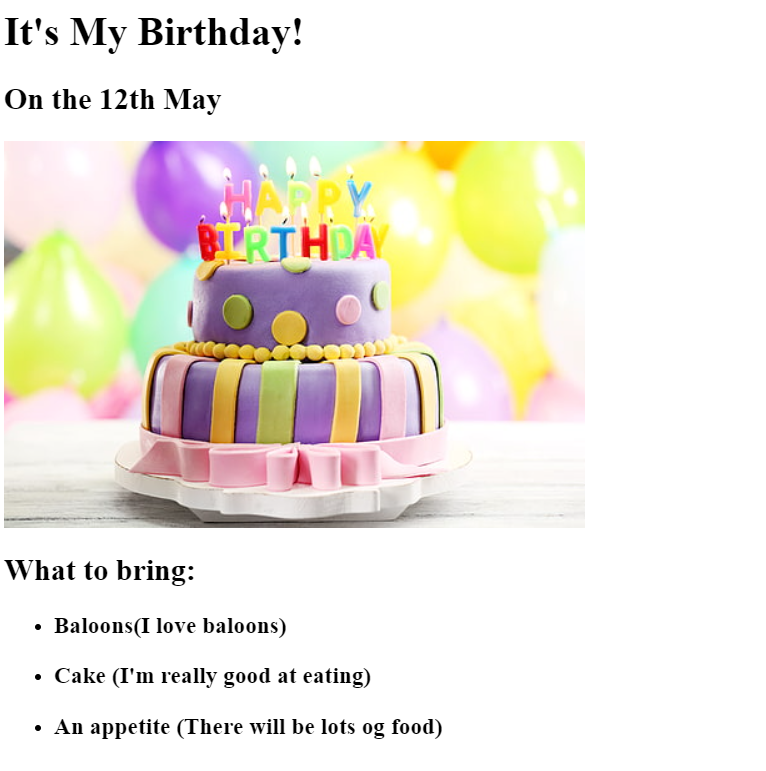 It's My Birthday!
On the 12th May
HAPPY
BIRTHDAY
What to bring:
Baloons(I love baloons)
Cake (I'm really good at eating)
An appetite (There will be lots og food)